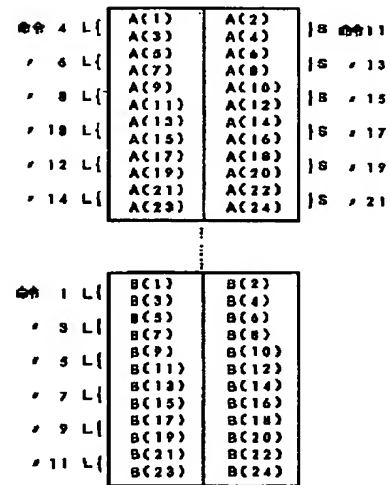 命令 4 L{ A(1) A(2) }S 命令11
A(3) A(4)
〃 6 L{ A(5) A(6) }S 〃 13
A(7) A(8)
〃 8 L{ A(9) A(10) }S 〃 15
A(11) A(12)
〃 10 L{ A(13) A(14) }S 〃 17
A(15) A(16)
〃 12 L{ A(17) A(18) }S 〃 19
A(19) A(20)
〃 14 L{ A(21) A(22) }S 〃 21
A(23) A(24)
命令 1 L{ B(1) B(2)
B(3) B(4)
〃 3 L{ B(5) B(6)
B(7) B(8)
〃 5 L{ B(9) B(10)
B(11) B(12)
〃 7 L{ B(13) B(14)
B(15) B(16)
〃 9 L{ B(17) B(18)
B(19) B(20)
〃 11 L{ B(21) B(22)
B(23) B(24)